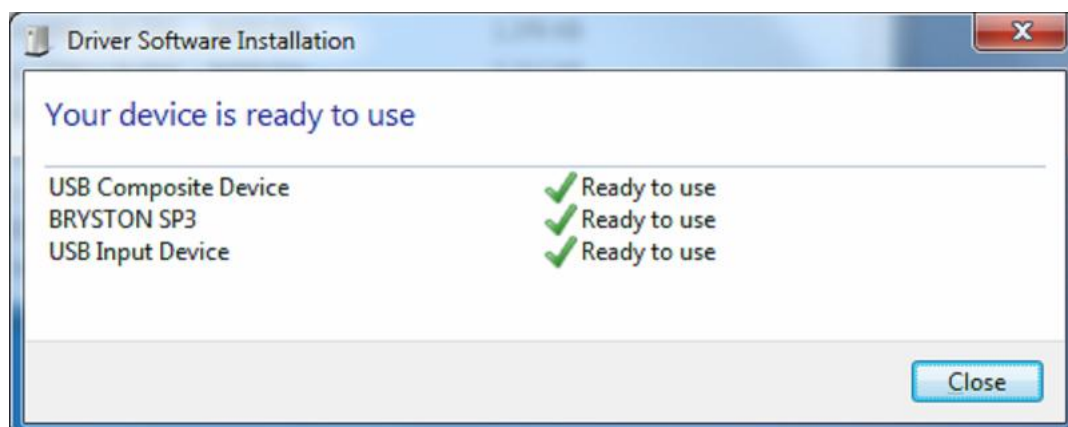 Driver Software Installation
Your device is ready to use
USB Composite Device Ready to use
BRYSTON SP3 Ready to use
USB Input Device Ready to use
Close